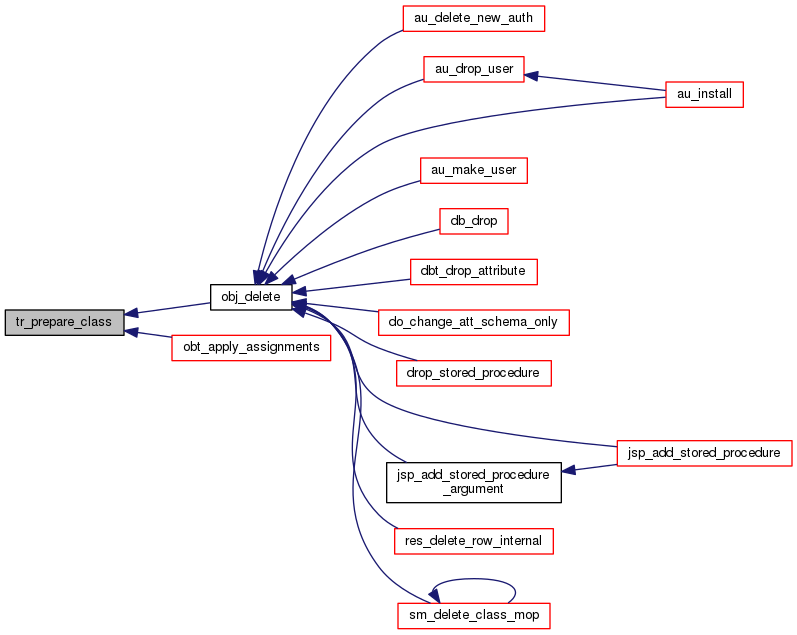 au_delete_new_auth
au_drop_user
au_install
au_make_user
db_drop
dbt_drop_attribute
obj_delete
tr_prepare_class
do_change_att_schema_only
obt_apply_assignments
drop_stored_procedure
jsp_add_stored_procedure
jsp_add_stored_procedure
_argument
res_delete_row_internal
sm_delete_class_mop